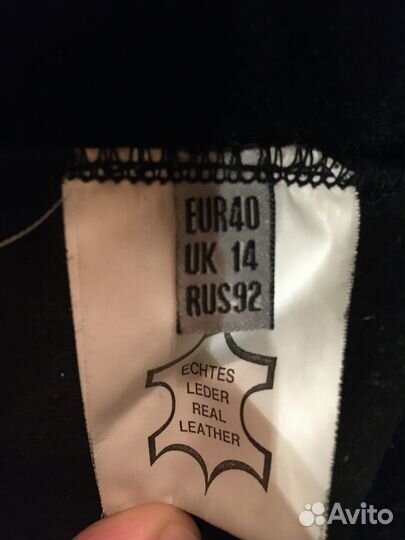 EUR40
UK 14
RUS92
ECHTES
LEDER
REAL
LEATHER
Avito